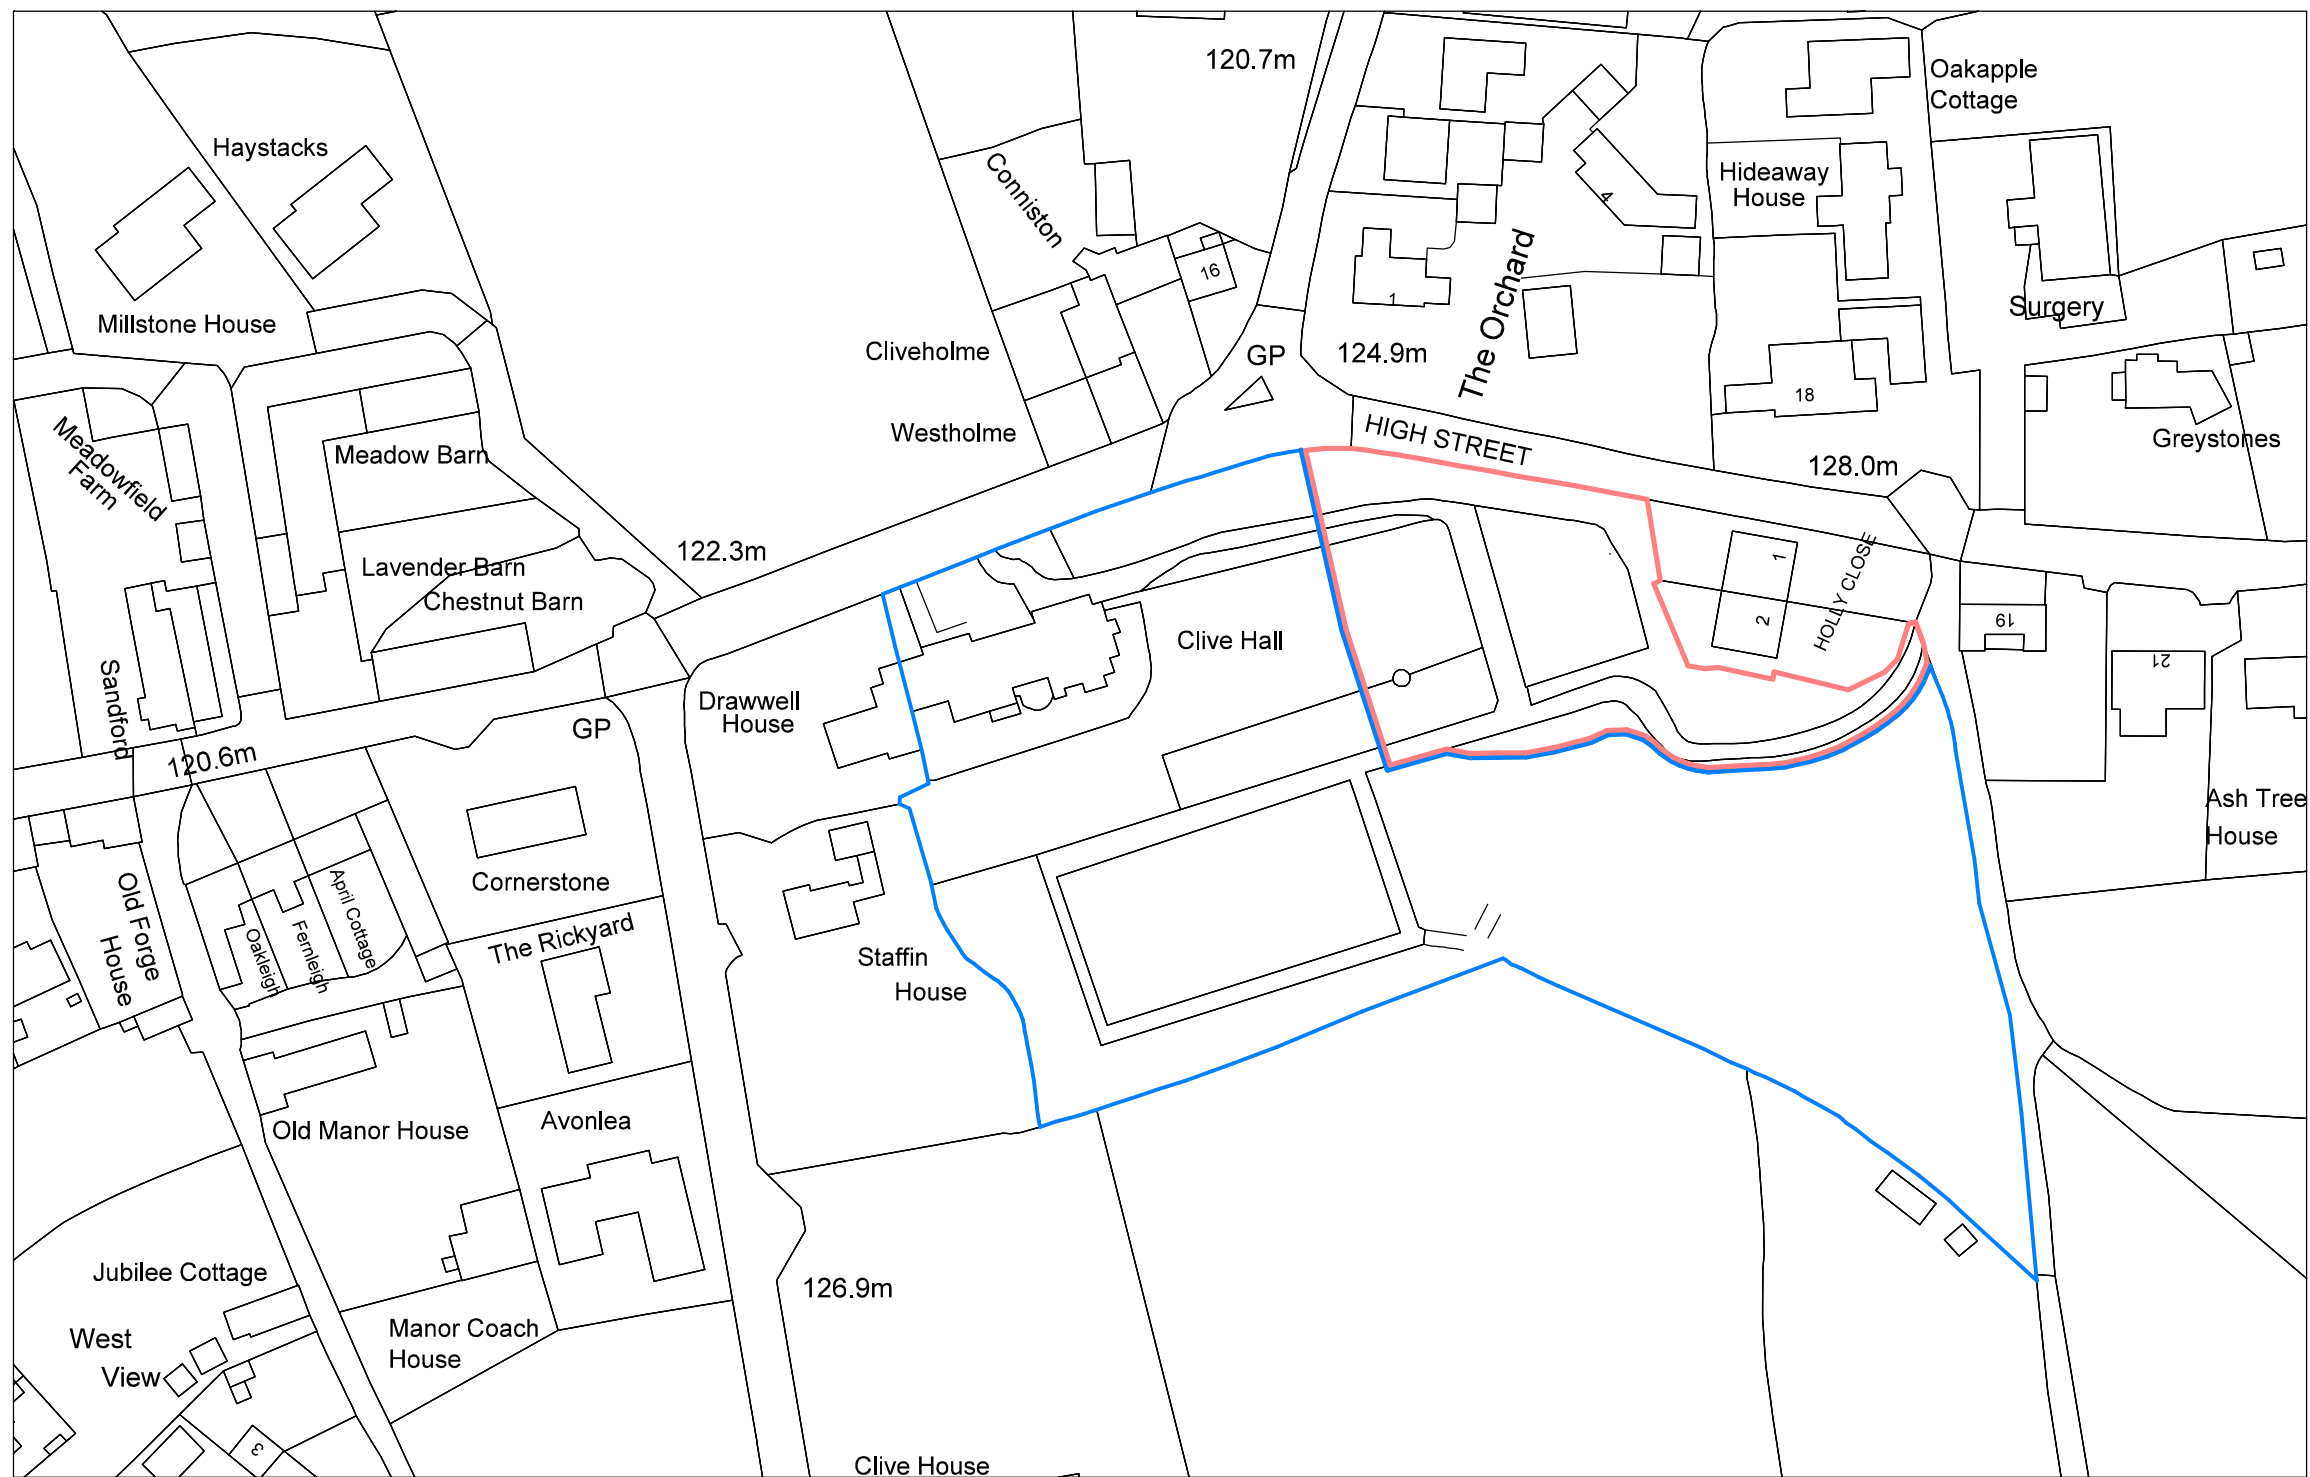 120.7m
Oakapple
Cottage
Haystacks
Conniston
Hideaway
House
4
16
1
The Orchard
Surgery
Millstone House
Cliveholme
GP
124.9m
18
Westholme
HIGH STREET
Greystones
128.0m
Meadowfield
Farm
Meadow Barn
122.3m
Lavender Barn
Chestnut Barn
1
2
HOLLY CLOSE
19
21
Clive Hall
Sandford
Drawwell
House
GP
120.6m
Ash Tree
House
Cornerstone
Old Forge
House
April Cottage
Fernleigh
Oakleigh
The Rickyard
Staffin
House
Old Manor House
Avonlea
Jubilee Cottage
126.9m
West
View
Manor Coach
House
3
Clive House